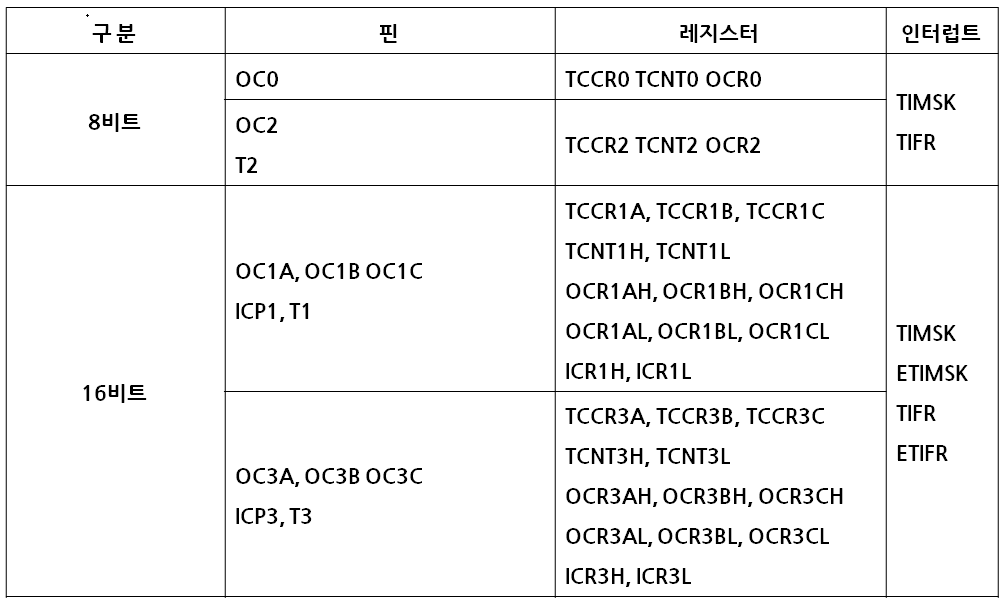 구 분 핀 레지스터 인터럽트
8비트
OC0
TCCR0 TCNT0 OCR0
OC2
T2
TCCR2 TCNT2 OCR2
TIMSK
TIFR
16비트
OC1A, OC1B OC1C
ICP1, T1
TCCR1A, TCCR1B, TCCR1C
TCNT1H, TCNT1L
OCR1AH, OCR1BH, OCR1CH
OCR1AL, OCR1BL, OCR1CL
ICR1H, ICR1L
OC3A, OC3B OC3C
ICP3, T3
TCCR3A, TCCR3B, TCCR3C
TCNT3H, TCNT3L
OCR3AH, OCR3BH, OCR3CH
OCR3AL, OCR3BL, OCR3CL
ICR3H, ICR3L
TIMSK
ETIMSK
TIFR
ETIFR